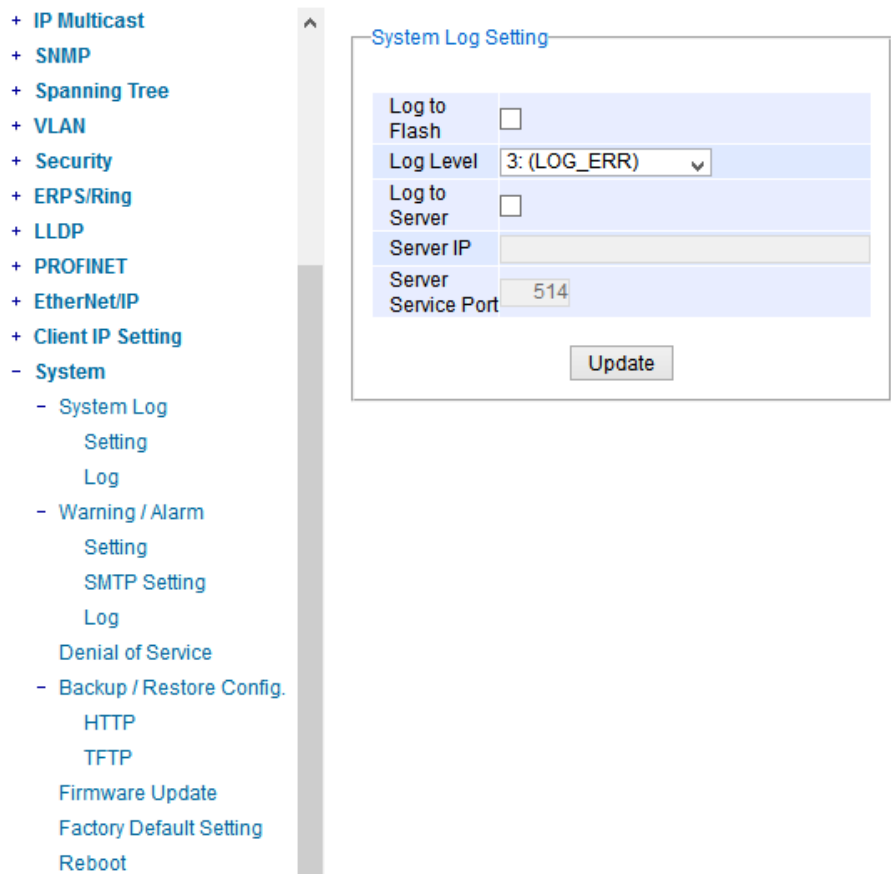 + IP Multicast
+ SNMP
+ Spanning Tree
+ VLAN
+ Security
+ ERPS/Ring
+ LLDP
+ PROFINET
+ EtherNet/IP
+ Client IP Setting
- System
- System Log
Setting
Log
- Warning / Alarm
Setting
SMTP Setting
Log
Denial of Service
- Backup / Restore Config.
HTTP
TFTP
Firmware Update
Factory Default Setting
Reboot
System Log Setting
Log to
Flash
Log Level 3: (LOG_ERR)
Log to
Server
Server IP
Server
Service Port 514
Update